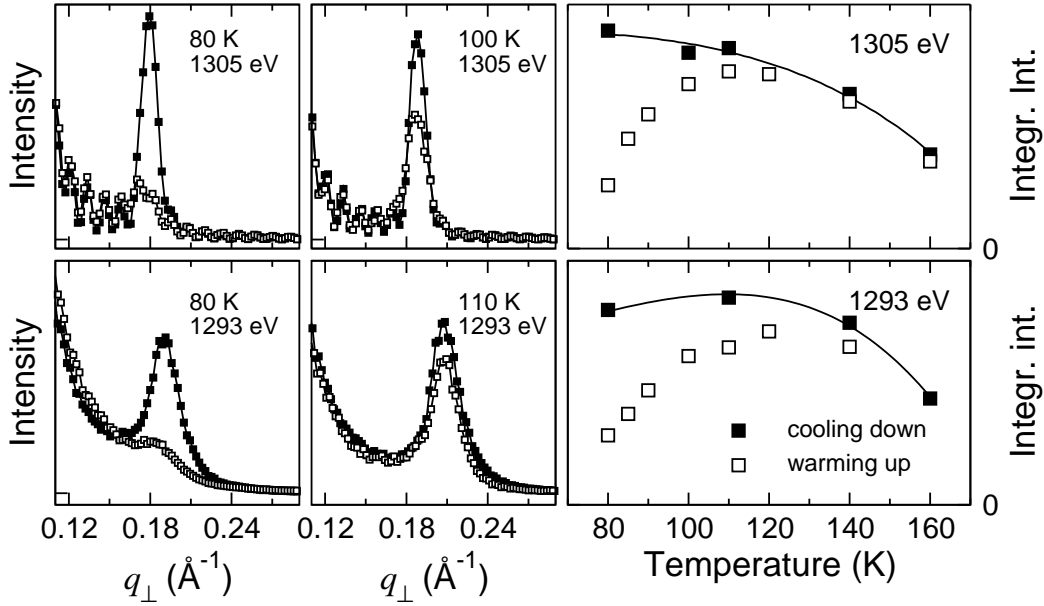 Intensity
80 K
1305 eV
100 K
1305 eV
1305 eV
Integr. Int.
0
Intensity
80 K
1293 eV
110 K
1293 eV
1293 eV
Integr. int.
cooling down
warming up
0
0.12 0.18 0.24
0.12 0.18 0.24
80 100 120 140 160
q⊥ (Å-1)
q⊥ (Å-1)
Temperature (K)